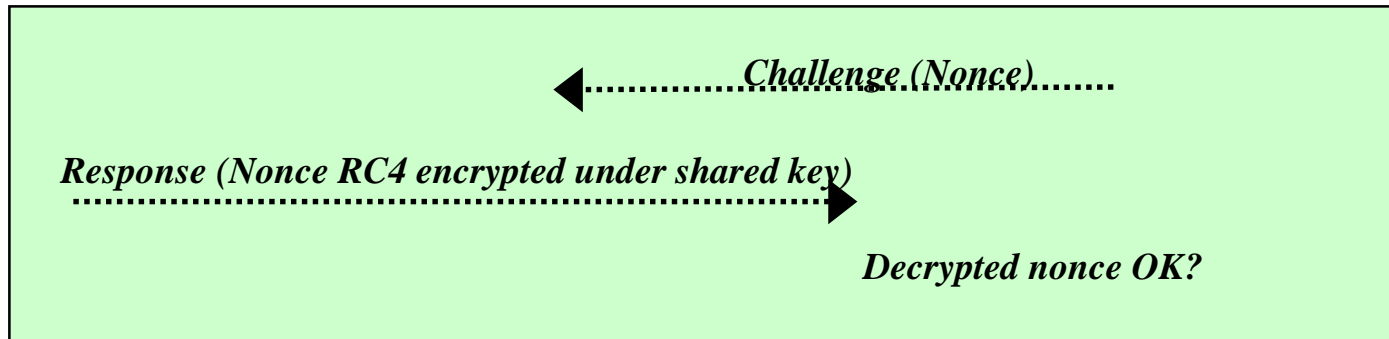 Challenge (Nonce)
Response (Nonce RC4 encrypted under shared key)
Decrypted nonce OK?